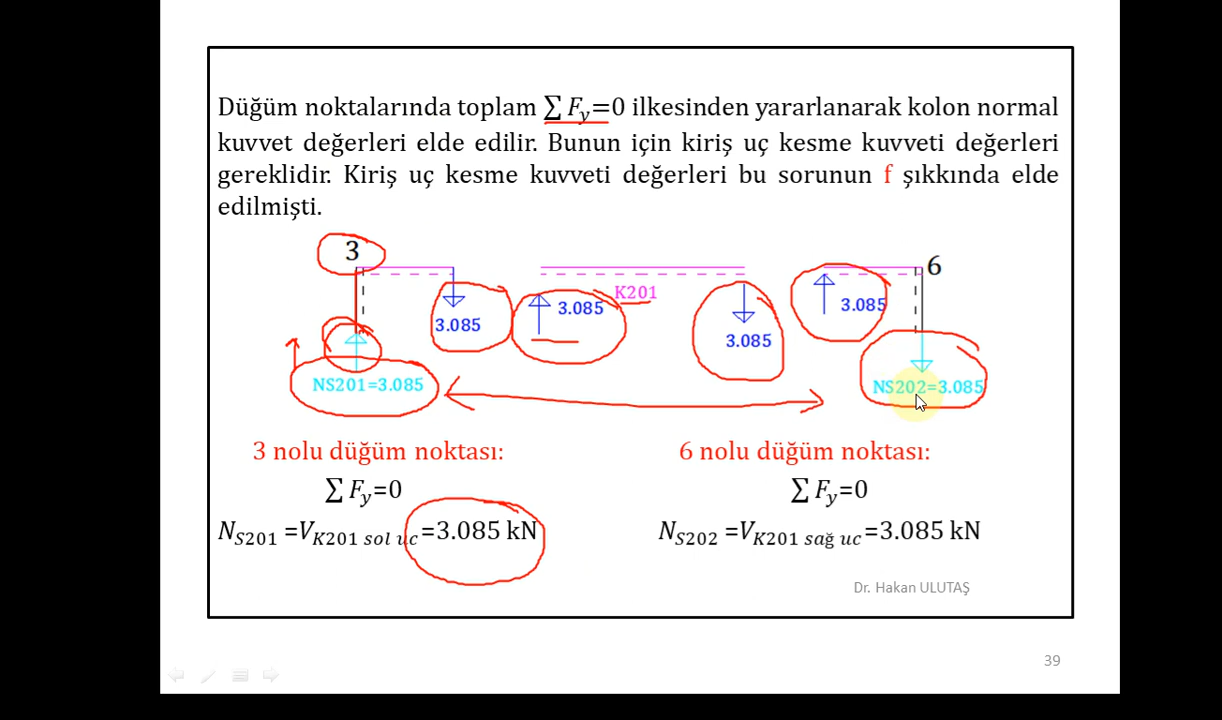 Düğüm noktalarında toplam ∑ Fy=0 ilkesinden yararlanarak kolon normal
kuvvet değerleri elde edilir. Bunun için kiriş uç kesme kuvveti değerleri
gereklidir. Kiriş uç kesme kuvveti değerleri bu sorunun f şıkkında elde
edilmişti.
3
6
K201
3.085
3.085
3.085
3.085
NS201=3.085
NS202=3.085
3 nolu düğüm noktası:
6 nolu düğüm noktası:
∑ Fy=0
∑ Fy=0
NS201 =VK201 sol uc=3.085 kN
NS202 =VK201 sağ uc=3.085 kN
Dr. Hakan ULUTAŞ
39